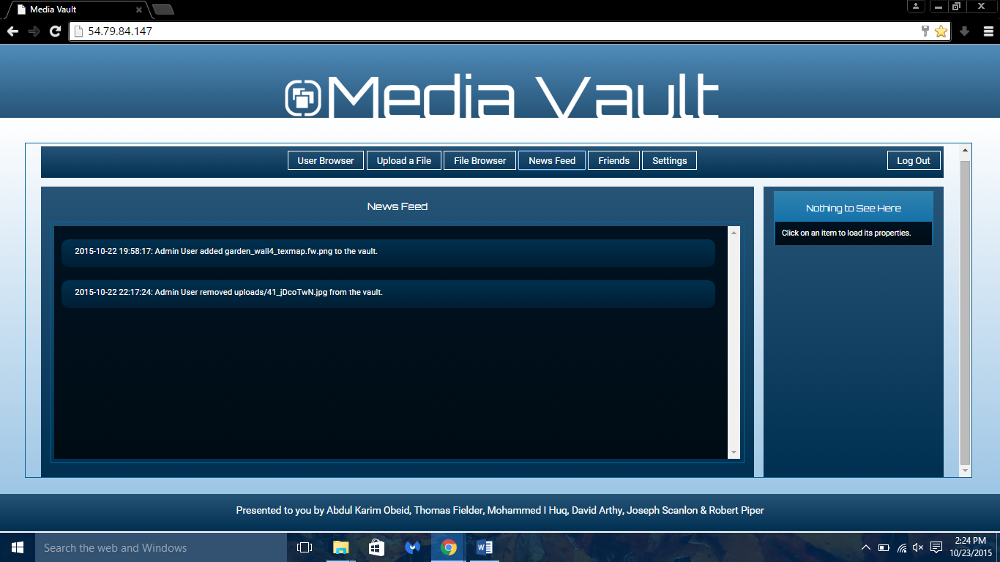 Media Vault
54.79.84.147
Media Vault
User Browser
Upload a File
File Browser
News Feed
Friends
Settings
Log Out
News Feed
2015-10-22 19:58:17: Admin User added garden_wall4_texmap.fw.png to the vault.
2015-10-22 22:17:24: Admin User removed uploads/41_jDcoTwN.jpg from the vault.
Nothing to See Here
Click on an item to load its properties.
Presented to you by Abdul Karim Obeid, Thomas Fielder, Mohammed I Huq, David Arthy, Joseph Scanlon & Robert Piper
Search the web and Windows
2:24 PM
10/23/2015